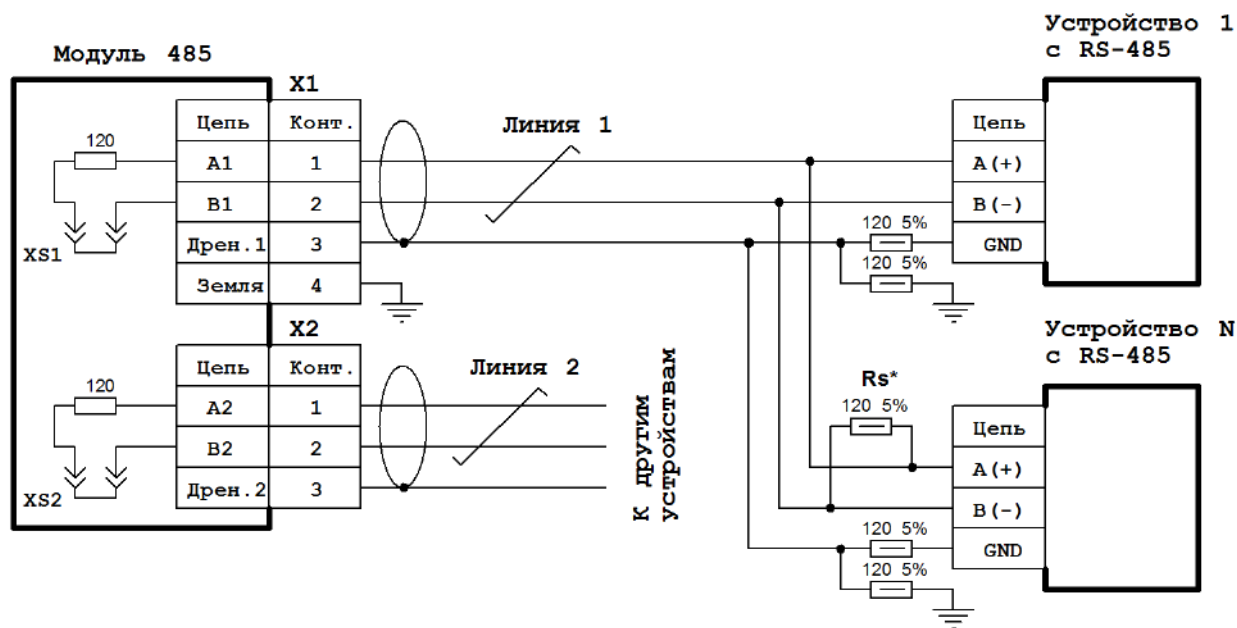 Модуль 485
X1
Цепь Конт.
120
A1 1
B1 2
XS1
Дрен.1 3
Земля 4
X2
Цепь Конт.
120
A2 1
B2 2
XS2
Дрен.2 3
Линия 1
Линия 2
К другим
устройствам
Устройство 1
с RS-485
Цепь
A(+)
B(-)
120 5%
GND
120 5%
Устройство N
с RS-485
Rs*
120 5%
Цепь
A(+)
B(-)
120 5%
GND
120 5%